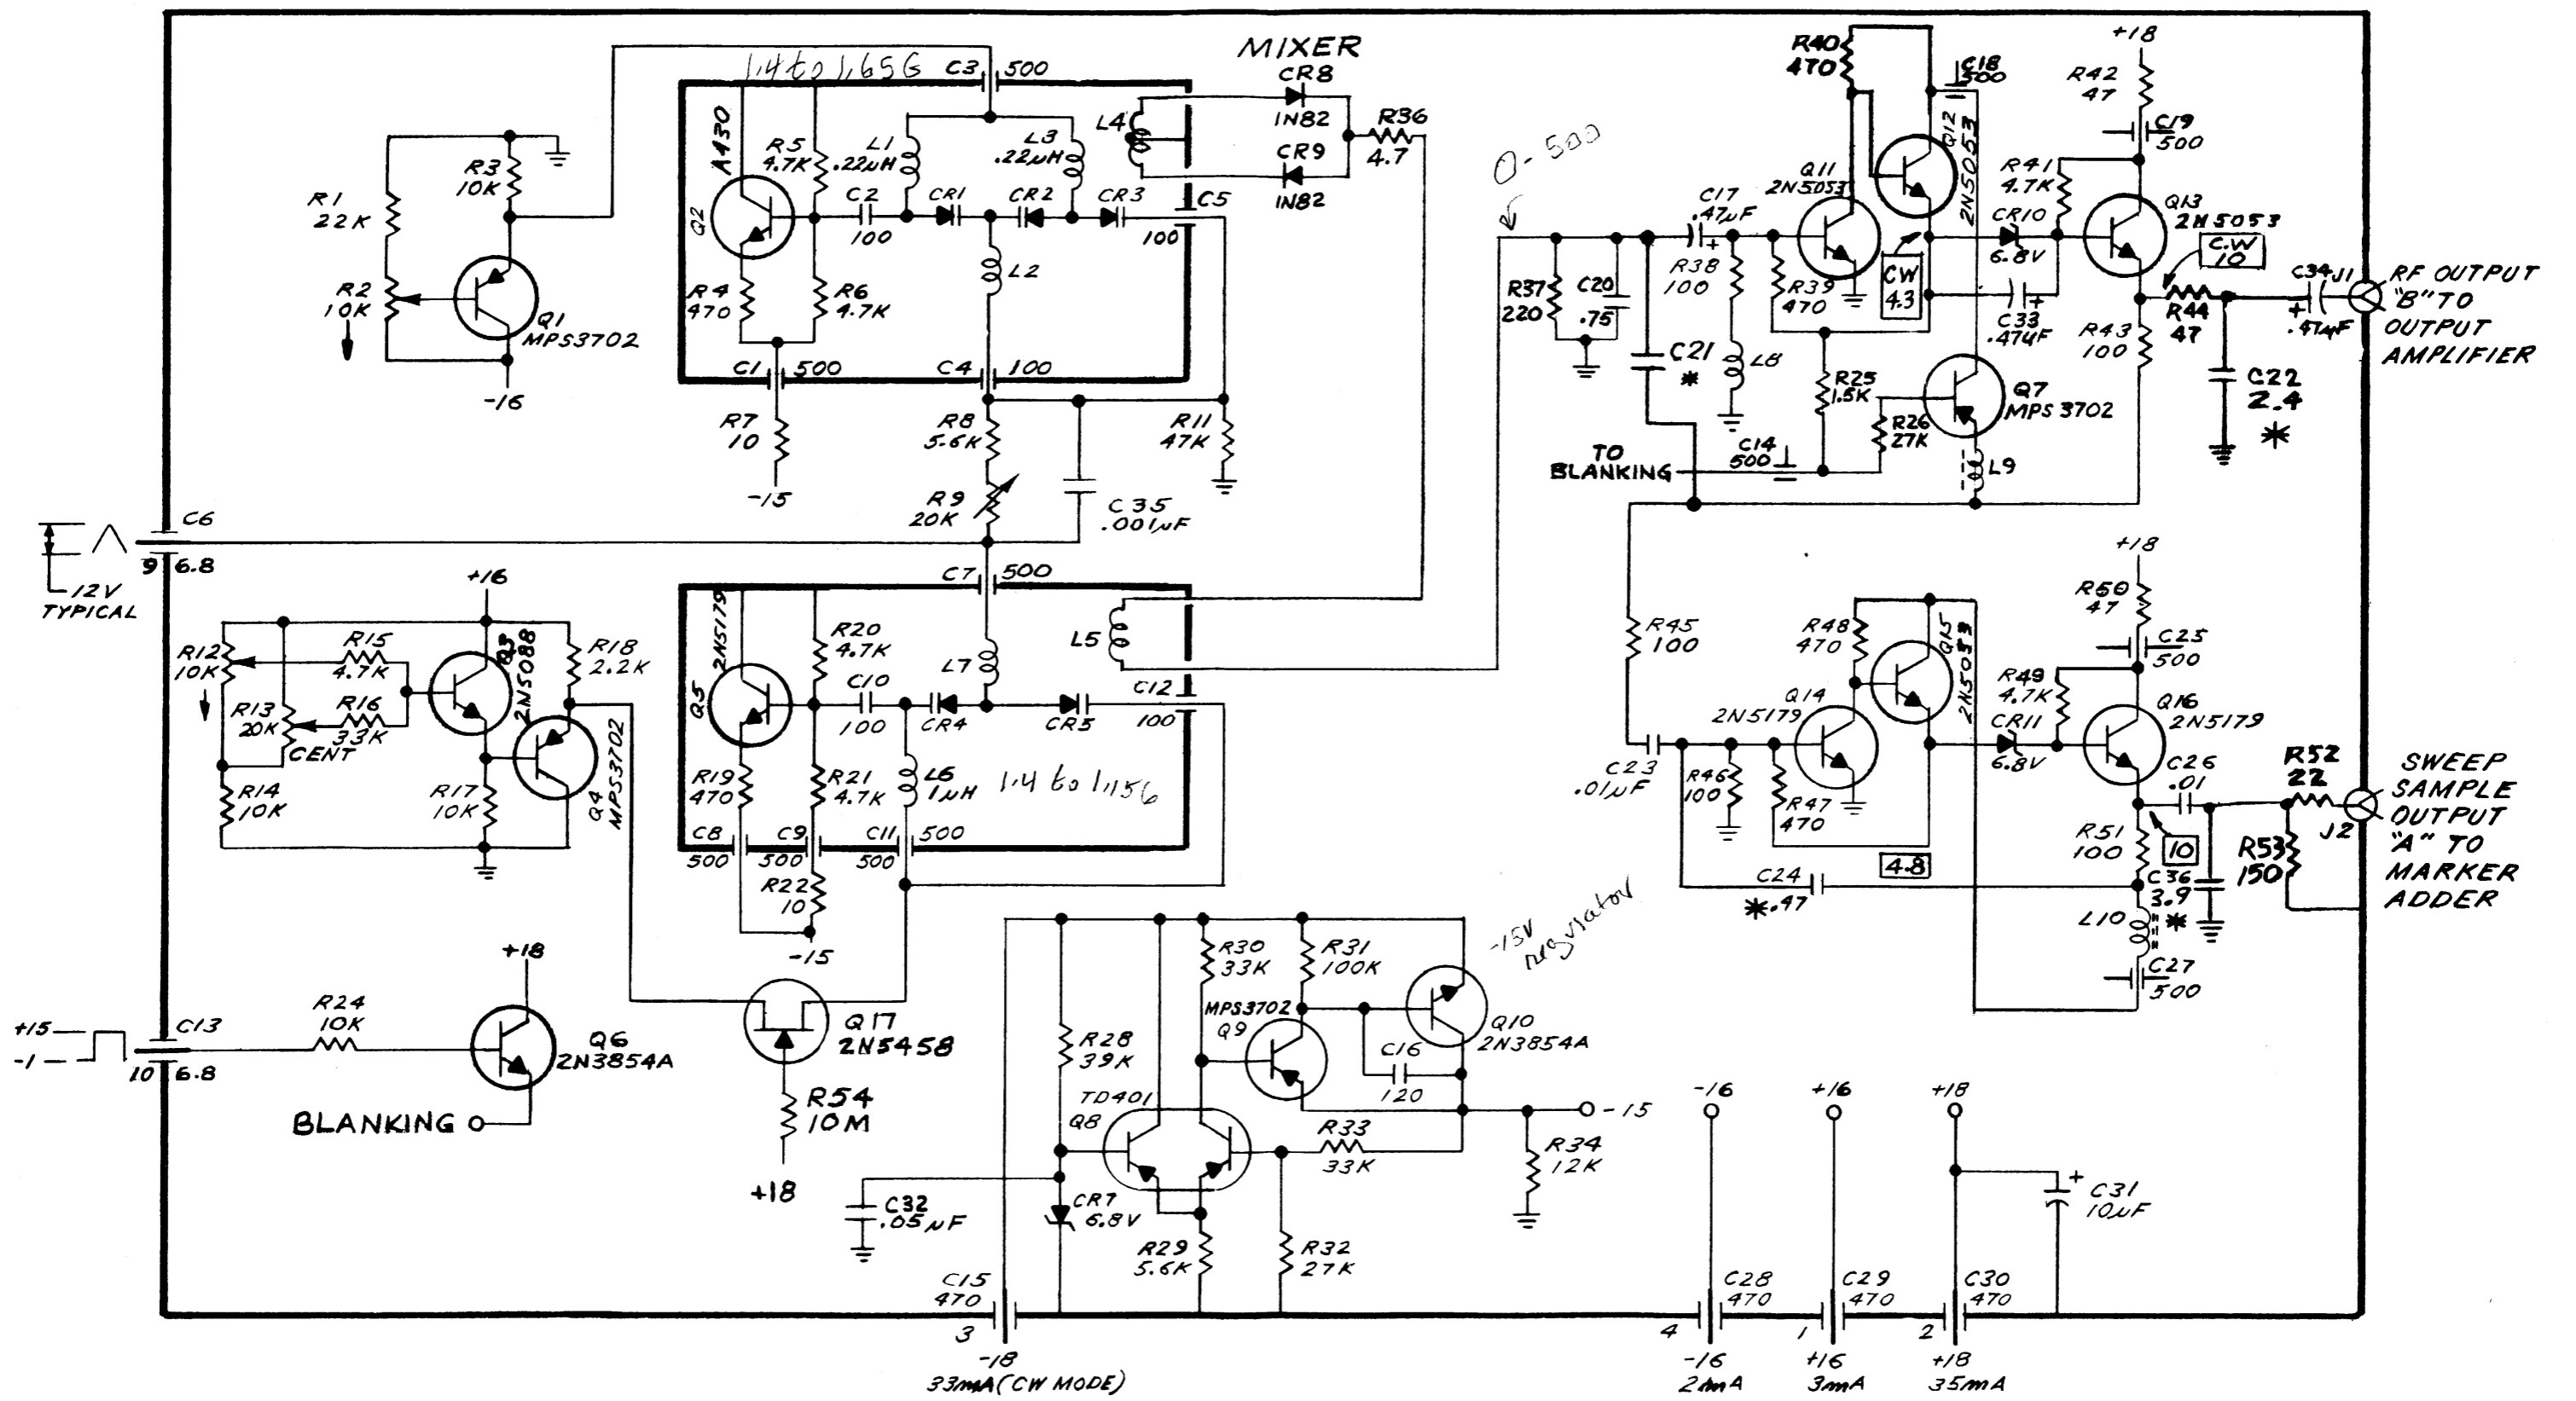 MIXER
1.4 to 1.65G
C3 500
CR8
1N82
R36
4.7
CR9
1N82
L4
A430
Q2
R5
4.7K
L1
.22µH
L3
.22µH
C2
100
CR1
CR2
CR3
C5
100
L2
R4
470
R6
4.7K
C1 500
C4 100
R7
10
-15
R8
5.6K
R9
20K
R11
47K
C35
.001µF
R1
22K
R3
10K
R2
10K
Q1
MPS3702
-16
C6
9 6.8
12V
TYPICAL
0-500
R40
470
C18
500
+18
R42
47
C19
500
Q12
2N5053
Q11
2N5053
C17
.47µF
+
R41
4.7K
CR10
6.8V
Q13
2N5053
C.W
10
R37
220
C20
.75
R38
100
R39
470
CW
4.3
C33
.47µF
+
R44
47
C34
+
.47µF
J1
RF OUTPUT
"B" TO
OUTPUT
AMPLIFIER
C21
*
L8
R25
1.5K
R26
27K
Q7
MPS3702
R43
100
C22
2.4
*
TO
BLANKING
C14
500
L9
+16
R12
10K
R15
4.7K
Q3
2N5088
R18
2.2K
R13
20K
CENT
R16
33K
R14
10K
R17
10K
Q4
MPS3702
C7 500
2N5179
Q5
R20
4.7K
L7
L5
C10
100
CR4
CR5
C12
100
R19
470
R21
4.7K
L6
1µH
1.4 to 1.15G
C8
500
C9
500
C11
500
500
R22
10
-15
R45
100
R48
470
Q15
2N5053
+18
R50
47
C25
500
Q14
2N5179
R49
4.7K
CR11
6.8V
Q16
2N5179
C23
.01µF
R46
100
R47
470
4.8
C26
.01
R52
22
J2
SWEEP
SAMPLE
OUTPUT
"A" TO
MARKER
ADDER
R51
100
10
C36
3.9
*
R53
150
C24
*.47
L10
C27
500
+18
+15
-1
C13
10 6.8
R24
10K
Q6
2N3854A
BLANKING
Q17
2N5458
R54
10M
+18
-15V
regulator
R30
33K
R31
100K
R28
39K
MPS3702
Q9
Q10
2N3854A
C16
120
TD401
Q8
-15
R33
33K
R34
12K
C32
.05µF
CR7
6.8V
R29
5.6K
R32
27K
C15
470
3
-18
33mA (CW MODE)
-16
+16
+18
+
C31
10µF
C28
470
C29
470
C30
470
4
1
2
-16
2mA
+16
3mA
+18
35mA